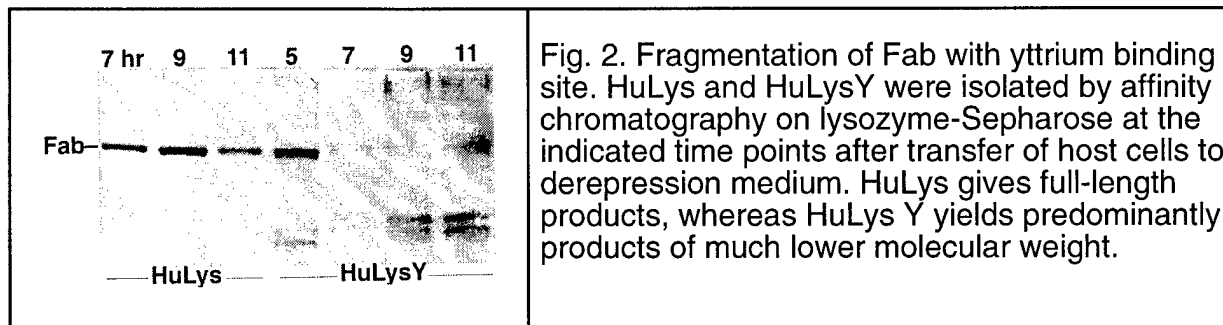 7 hr 9 11 5 7 9 11
Fab
HuLys HuLysY
Fig. 2. Fragmentation of Fab with yttrium binding
site. HuLys and HuLysY were isolated by affinity
chromatography on lysozyme-Sepharose at the
indicated time points after transfer of host cells to
derepression medium. HuLys gives full-length
products, whereas HuLys Y yields predominantly
products of much lower molecular weight.